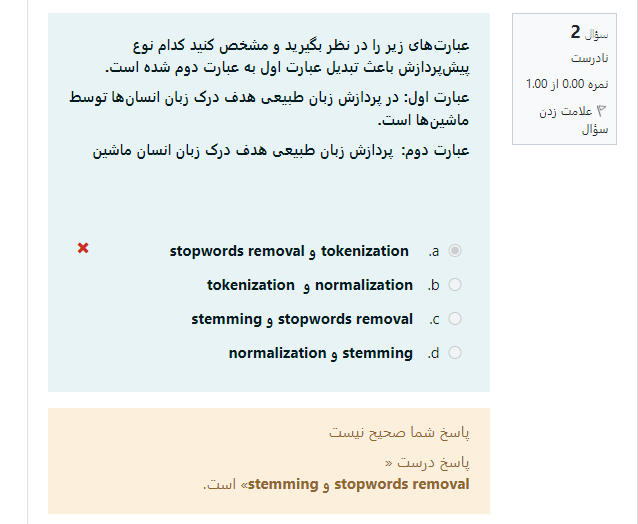 سؤال 2
نادرست
نمره 0.00 از 1.00
علامت زدن
سؤال
عبارت‌های زیر را در نظر بگیرید و مشخص کنید کدام نوع
پیش‌پردازش باعث تبدیل عبارت اول به عبارت دوم شده است.
عبارت اول: در پردازش زبان طبیعی هدف درک زبان انسان‌ها توسط
ماشین‌ها است.
عبارت دوم: پردازش زبان طبیعی هدف درک زبان انسان ماشین
a. tokenization و stopwords removal
b. normalization و tokenization
c. stopwords removal و stemming
d. stemming و normalization
پاسخ شما صحیح نیست
پاسخ درست «
stopwords removal و stemming» است.